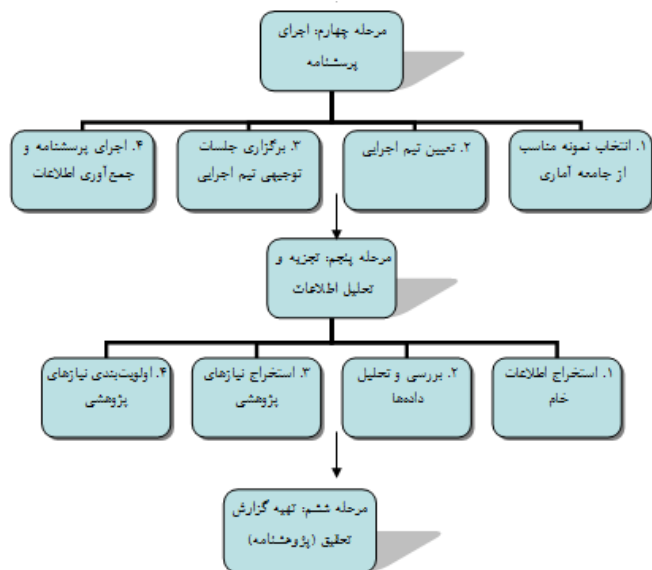 مرحله چهارم: اجرای
پرسشنامه
۱. انتخاب نمونه مناسب
از جامعه آماری
۲. تعیین تیم اجرایی
۳. برگزاری جلسات
توجیهی تیم اجرایی
۴. اجرای پرسشنامه و
جمع‌آوری اطلاعات
مرحله پنجم: تجزیه و
تحلیل اطلاعات
۱. استخراج اطلاعات
خام
۲. بررسی و تحلیل
داده‌ها
۳. استخراج نیازهای
پژوهشی
۴. اولویت‌بندی نیازهای
پژوهشی
مرحله ششم: تهیه گزارش
تحقیق (پژوهشنامه)